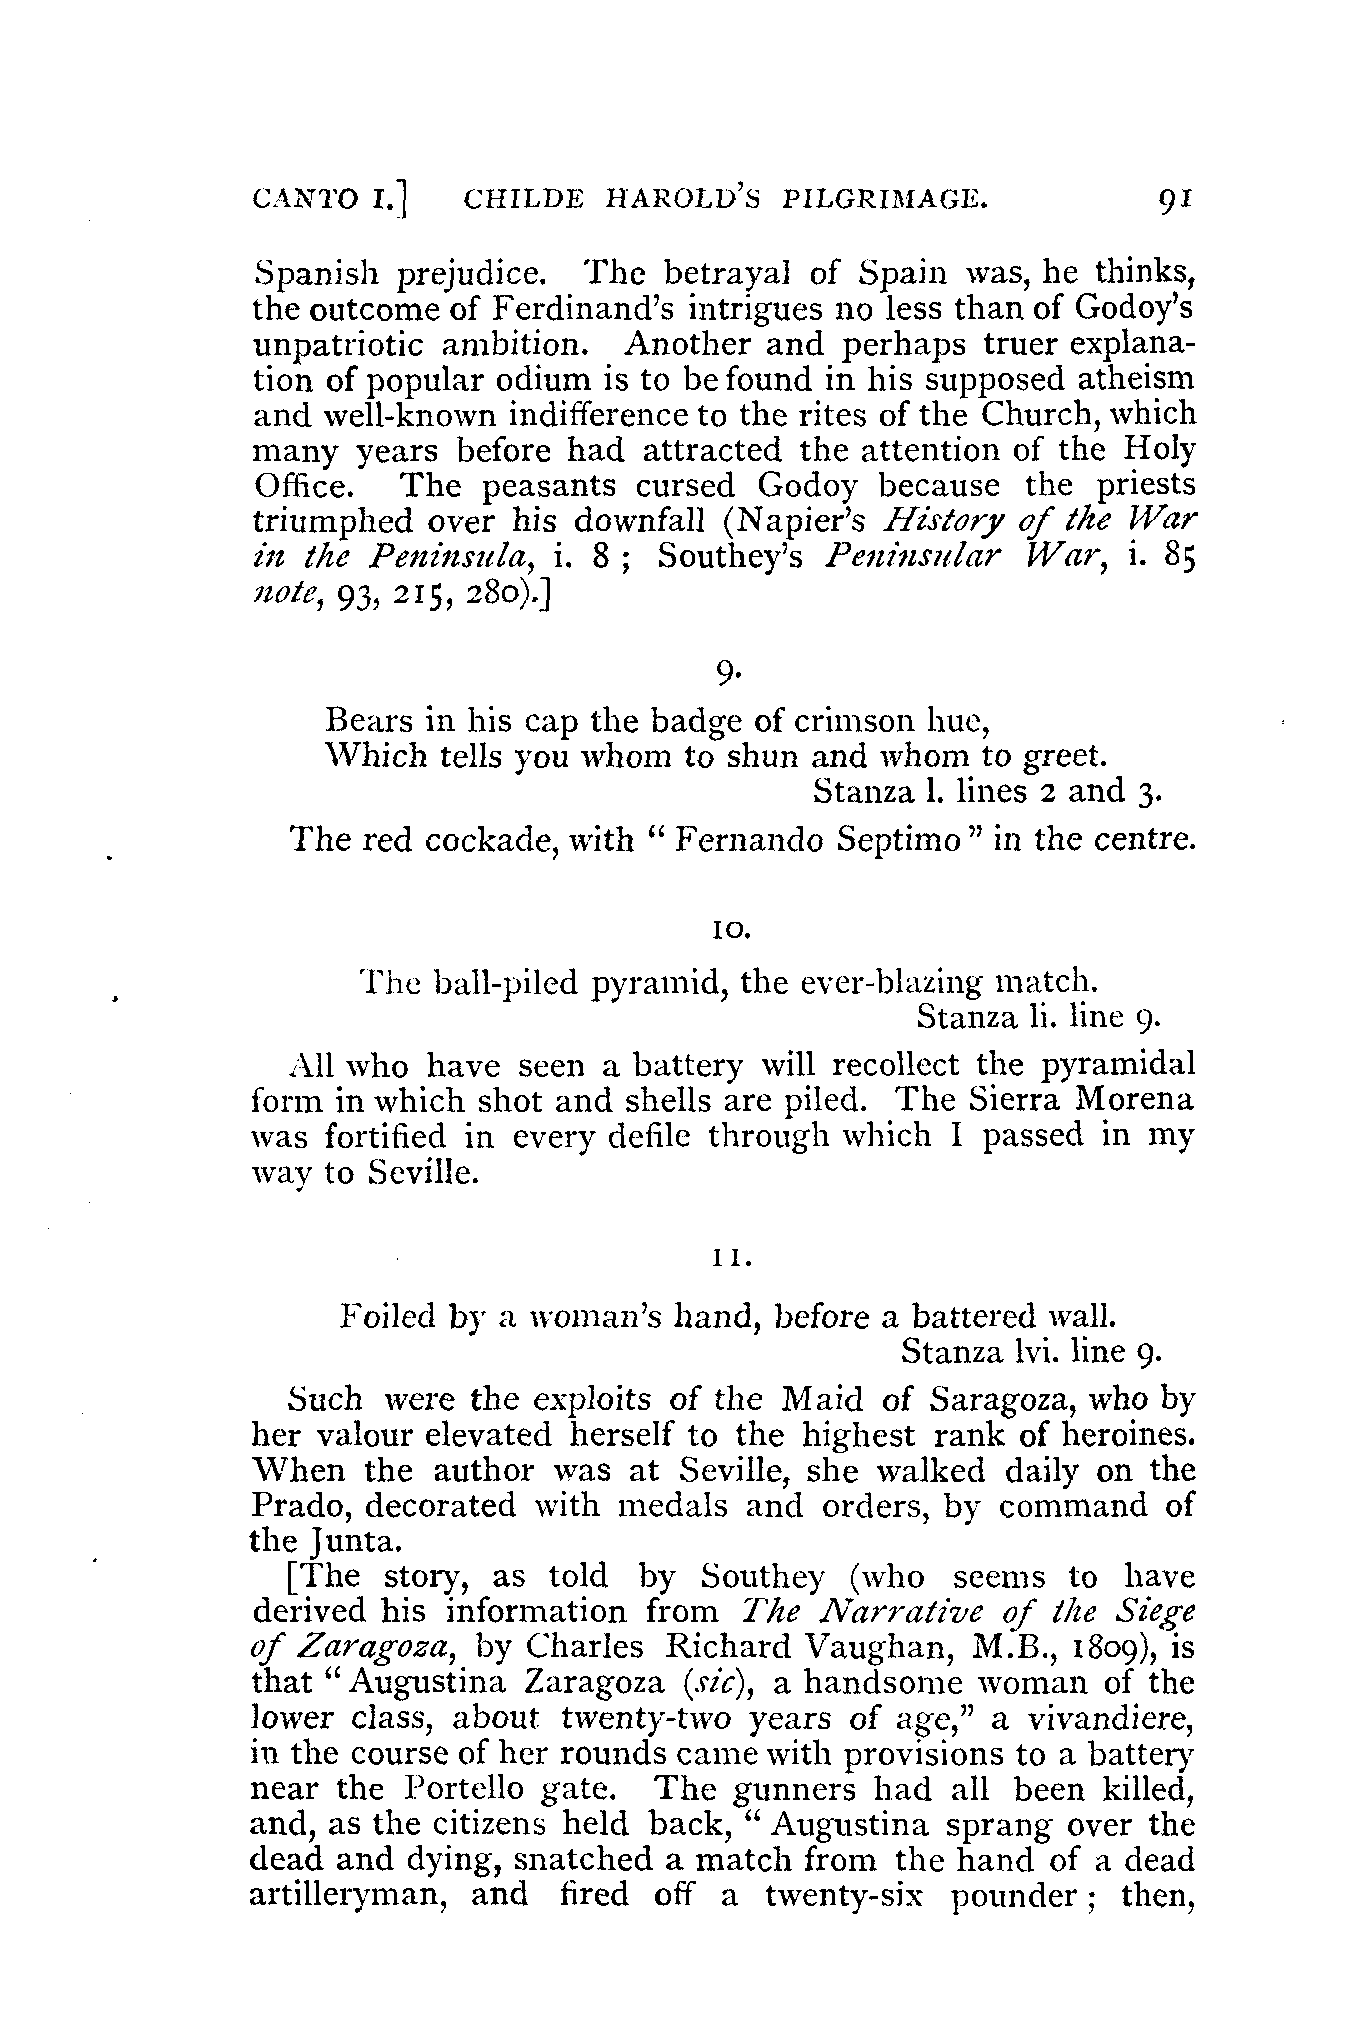 CANTO I.] CHILDE HAROLD'S PILGRIMAGE. 91
Spanish prejudice. The betrayal of Spain was, he thinks,
the outcome of Ferdinand's intrigues no less than of Godoy's
unpatriotic ambition. Another and perhaps truer explana-
tion of popular odium is to be found in his supposed atheism
and well-known indifference to the rites of the Church, which
many years before had attracted the attention of the Holy
Office. The peasants cursed Godoy because the priests
triumphed over his downfall (Napier's History of the War
in the Peninsula, i. 8 ; Southey's Peninsular War, i. 85
note, 93, 215, 280).]
9.
Bears in his cap the badge of crimson hue,
Which tells you whom to shun and whom to greet.
Stanza l. lines 2 and 3.
The red cockade, with " Fernando Septimo " in the centre.
10.
The ball-piled pyramid, the ever-blazing match.
Stanza li. line 9.
All who have seen a battery will recollect the pyramidal
form in which shot and shells are piled. The Sierra Morena
was fortified in every defile through which I passed in my
way to Seville.
11.
Foiled by a woman's hand, before a battered wall.
Stanza lvi. line 9.
Such were the exploits of the Maid of Saragoza, who by
her valour elevated herself to the highest rank of heroines.
When the author was at Seville, she walked daily on the
Prado, decorated with medals and orders, by command of
the Junta.
[The story, as told by Southey (who seems to have
derived his information from The Narrative of the Siege
of Zaragoza, by Charles Richard Vaughan, M.B., 1809), is
that " Augustina Zaragoza (sic), a handsome woman of the
lower class, about twenty-two years of age," a vivandiere,
in the course of her rounds came with provisions to a battery
near the Portello gate. The gunners had all been killed,
and, as the citizens held back, " Augustina sprang over the
dead and dying, snatched a match from the hand of a dead
artilleryman, and fired off a twenty-six pounder ; then,